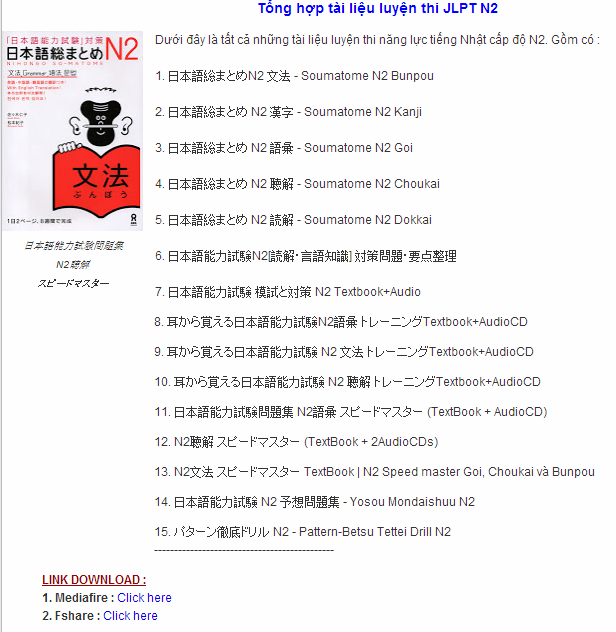 Tổng hợp tài liệu luyện thi JLPT N2
「日本語能力試験」対策
日本語総まとめ N2
NIHONGO SO-MATOME
文法 Grammar 语法 문법
With English Translation!
佐々木仁子
松本紀子
文法
ぶんぽう
1日2ページ、8週間で完成
日本語能力試験問題集
N2聴解
スピードマスター
Dưới đây là tất cả những tài liệu luyện thi năng lực tiếng Nhật cấp độ N2. Gồm có :
1. 日本語総まとめN2 文法 - Soumatome N2 Bunpou
2. 日本語総まとめ N2 漢字 - Soumatome N2 Kanji
3. 日本語総まとめ N2 語彙 - Soumatome N2 Goi
4. 日本語総まとめ N2 聴解 - Soumatome N2 Choukai
5. 日本語総まとめ N2 読解 - Soumatome N2 Dokkai
6. 日本語能力試験N2[読解・言語知識] 対策問題・要点整理
7. 日本語能力試験 模試と対策 N2 Textbook+Audio
8. 耳から覚える日本語能力試験N2語彙トレーニングTextbook+AudioCD
9. 耳から覚える日本語能力試験 N2 文法トレーニングTextbook+AudioCD
10. 耳から覚える日本語能力試験 N2 聴解トレーニングTextbook+AudioCD
11. 日本語能力試験問題集 N2語彙 スピードマスター (TextBook + AudioCD)
12. N2聴解 スピードマスター (TextBook + 2AudioCDs)
13. N2文法 スピードマスター TextBook | N2 Speed master Goi, Choukai và Bunpou
14. 日本語能力試験 N2 予想問題集 - Yosou Mondaishuu N2
15. パターン徹底ドリル N2 - Pattern-Betsu Tettei Drill N2
---------------------------------------------
LINK DOWNLOAD :
1. Mediafire : Click here
2. Fshare : Click here